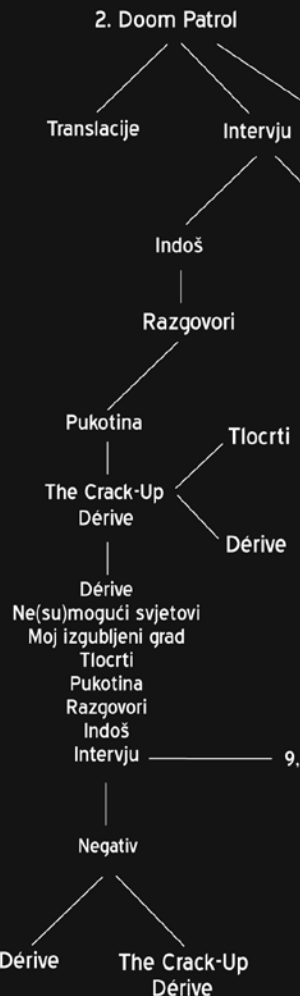 2. Doom Patrol
Translacije
Intervju
Indoš
Razgovori
Pukotina
Tlocrti
The Crack-Up
Dérive
Dérive
Dérive
Ne(su)mogući svjetovi
Moj izgubljeni grad
Tlocrti
Pukotina
Razgovori
Indoš
Intervju
9.
Negativ
Dérive
The Crack-Up
Dérive